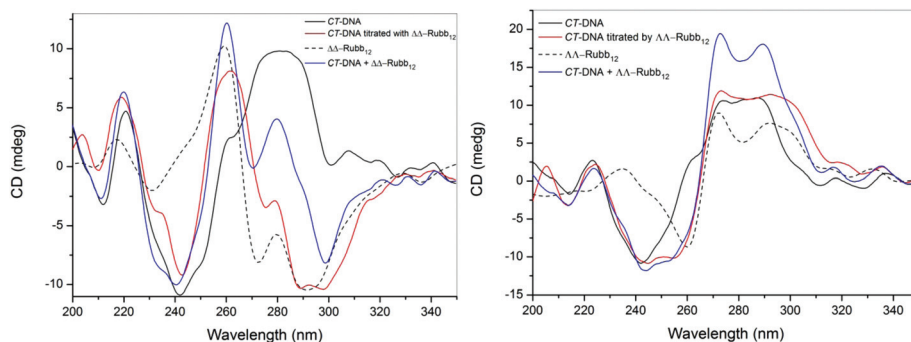 CT-DNA
CT-DNA titrated with ΔΔ–Rubb12
ΔΔ–Rubb12
CT-DNA + ΔΔ–Rubb12
10
5
0
-5
-10
CD (mdeg)
200
220
240
260
280
300
320
340
Wavelength (nm)
CT-DNA
CT-DNA titrated by ΛΛ–Rubb12
ΛΛ–Rubb12
CT-DNA + ΛΛ–Rubb12
25
20
15
10
5
0
-5
-10
-15
CD (medg)
200
220
240
260
280
300
320
340
Wavelength (nm)